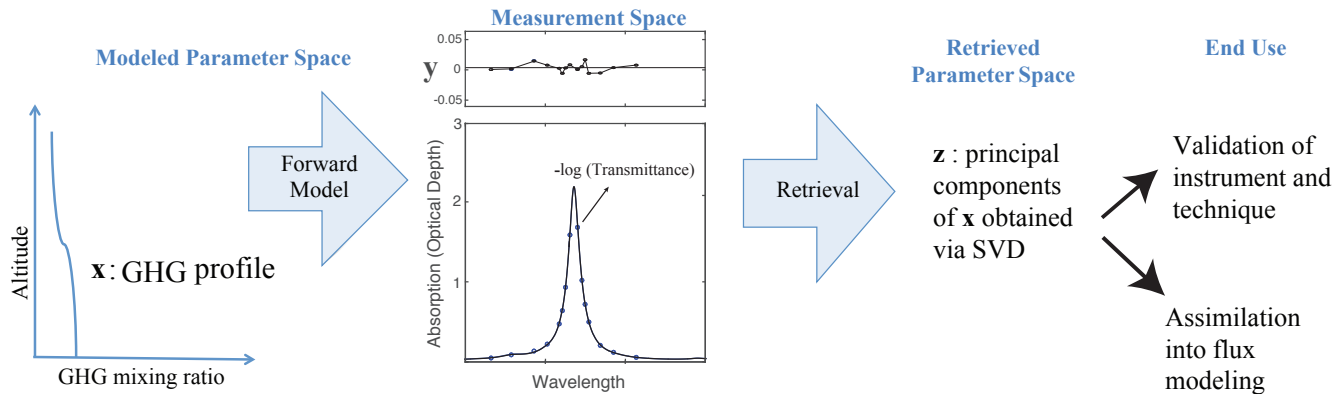 Modeled Parameter Space
Altitude
x : GHG profile
GHG mixing ratio
Forward
Model
Measurement Space
y
0.05
0
-0.05
Absorption (Optical Depth)
3
2
1
-log (Transmittance)
Wavelength
Retrieval
Retrieved
Parameter Space
z : principal
components
of x obtained
via SVD
End Use
Validation of
instrument and
technique
Assimilation
into flux
modeling